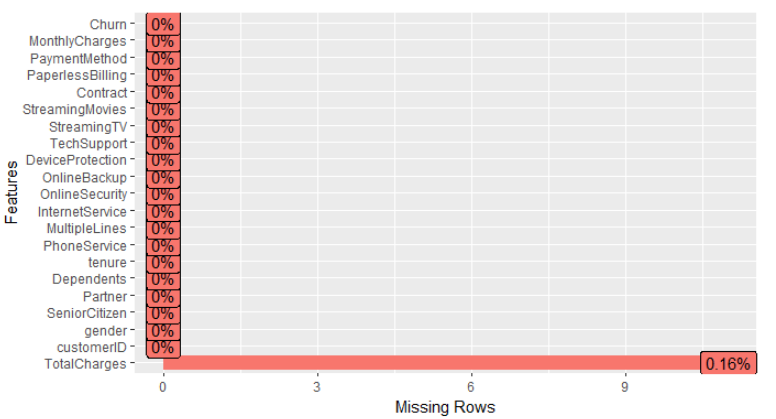 Churn 0%
MonthlyCharges 0%
PaymentMethod 0%
PaperlessBilling 0%
Contract 0%
StreamingMovies 0%
StreamingTV 0%
TechSupport 0%
DeviceProtection 0%
OnlineBackup 0%
OnlineSecurity 0%
InternetService 0%
MultipleLines 0%
PhoneService 0%
tenure 0%
Dependents 0%
Partner 0%
SeniorCitizen 0%
gender 0%
customerID 0%
TotalCharges 0.16%
Features
0 3 6 9
Missing Rows